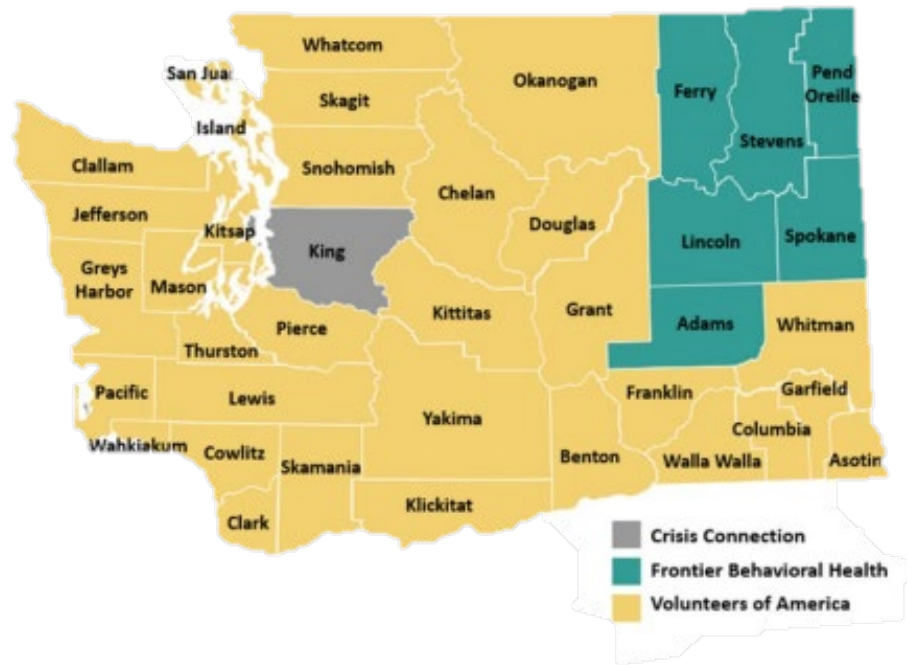 Whatcom
San Jua
Okanogan
Ferry
Pend
Oreille
Skagit
Island
Stevens
Clallam
Snohomish
Chelan
Jefferson
Douglas
Kitsap
King
Lincoln
Spokane
Greys
Harbor
Mason
Kittitas
Grant
Pierce
Adams
Whitman
Thurston
Pacific
Lewis
Franklin
Garfield
Yakima
Columbia
Wahkiakum
Cowlitz
Skamania
Benton
Walla Walla
Asotin
Klickitat
Clark
Crisis Connection
Frontier Behavioral Health
Volunteers of America